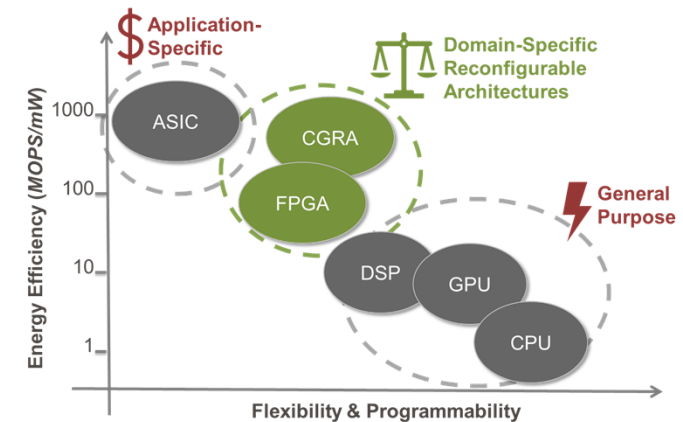 $ Application-
Specific
Domain-Specific
Reconfigurable
Architectures
General
Purpose
Energy Efficiency (MOPS/mW)
1000
100
10
1
ASIC
CGRA
FPGA
DSP
GPU
CPU
Flexibility & Programmability